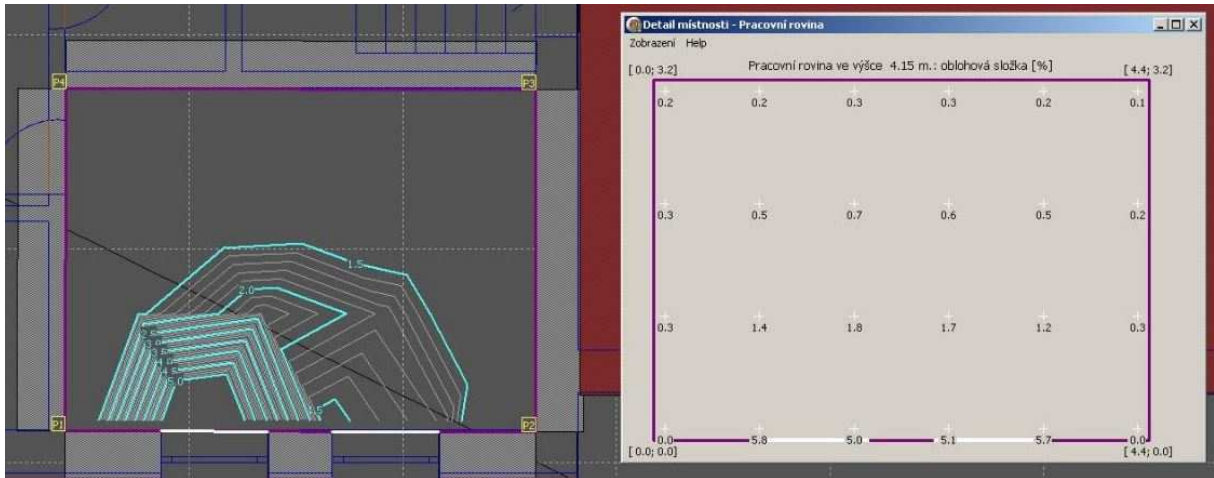 P4
P3
P1
P2
1.5
2.0
4.0
5.0
.5
Detail místnosti - Pracovní rovina
Zobrazení Help
[ 0.0; 3.2]
Pracovní rovina ve výšce 4.15 m.: oblohová složka [%]
[ 4.4; 3.2]
0.2 0.2 0.3 0.3 0.2 0.1
0.3 0.5 0.7 0.6 0.5 0.2
0.3 1.4 1.8 1.7 1.2 0.3
0.0 5.8 5.0 5.1 5.7 0.0
[ 0.0; 0.0]
[ 4.4; 0.0]